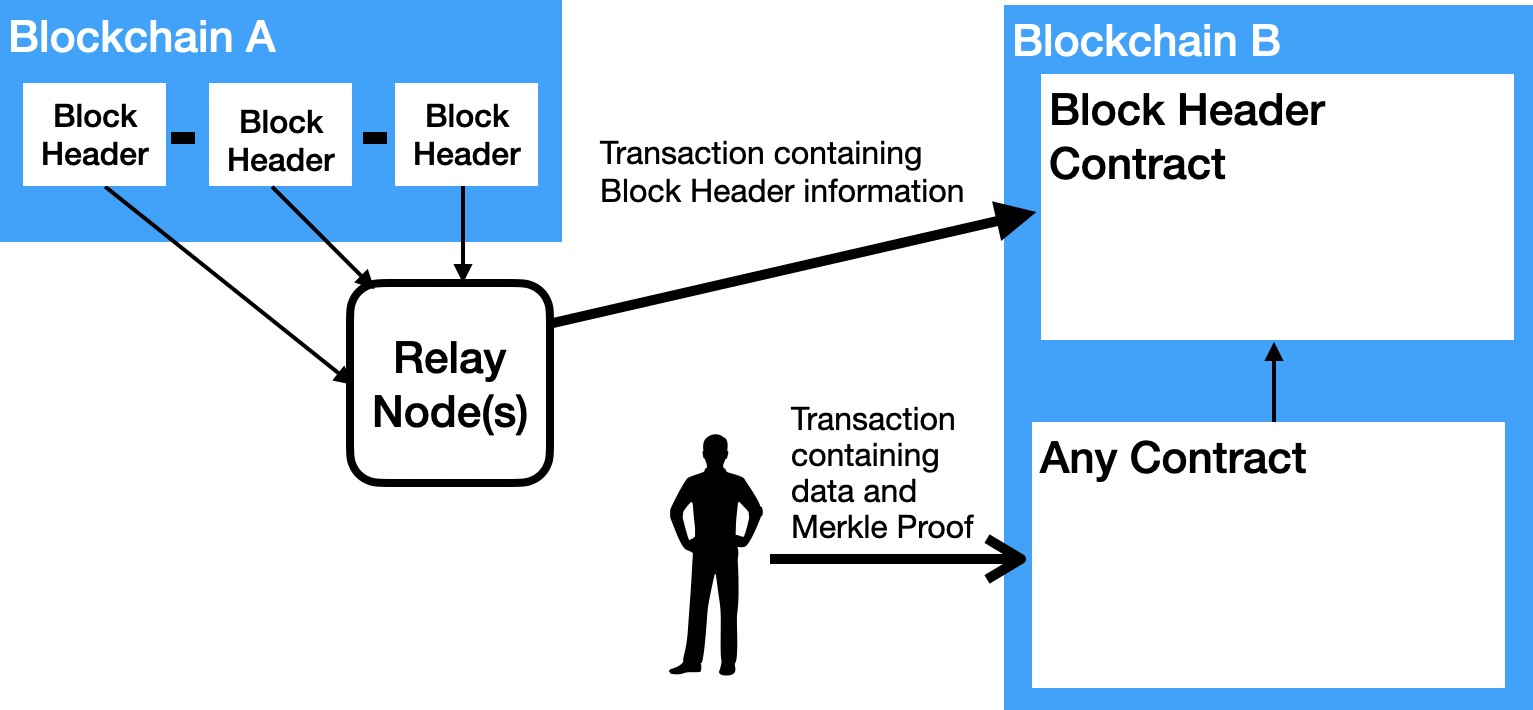 Blockchain A
Block
Header
Block
Header
Block
Header
Transaction containing
Block Header information
Relay
Node(s)
Blockchain B
Block Header
Contract
Transaction
containing
data and
Merkle Proof
Any Contract